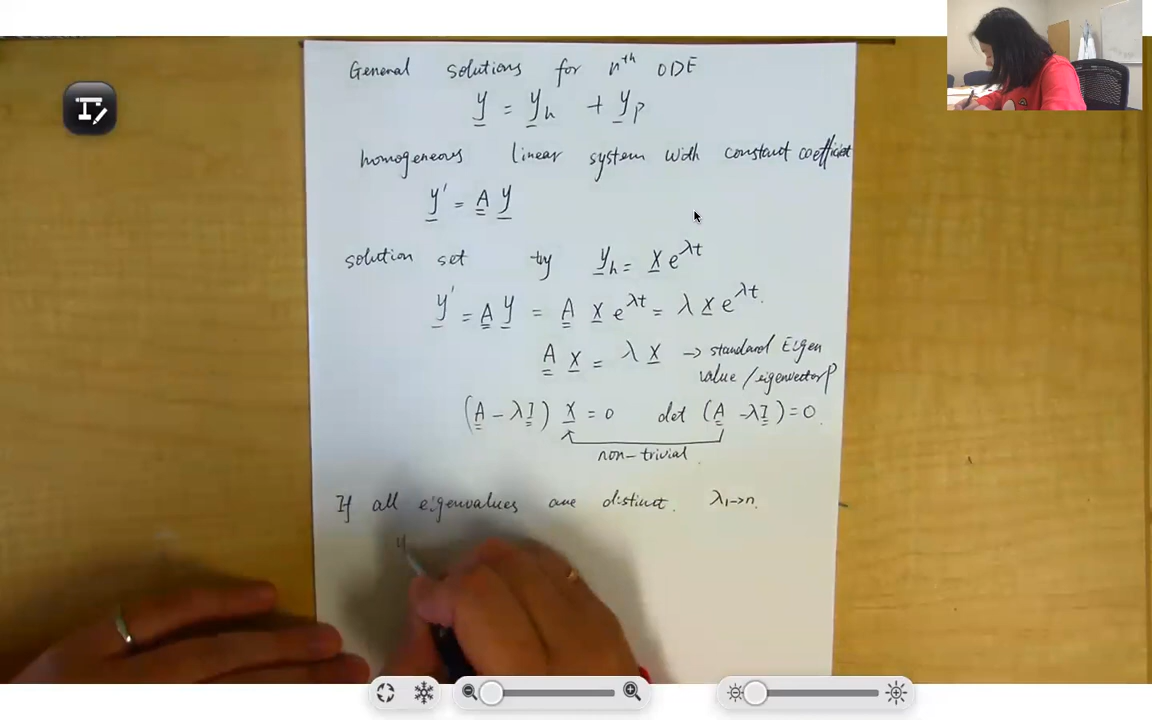 General solutions for nth ODE
y = yh + yp
homogeneous linear system with constant coefficient
y' = A y
solution set try yh = x e^λt
y' = A y = A x e^λt = λ x e^λt.
A x = λ x → standard Eigen
value / eigenvector P
(A - λI) x = 0 det (A - λI) = 0.
non-trivial
If all eigenvalues are distinct. λ1→n.
y